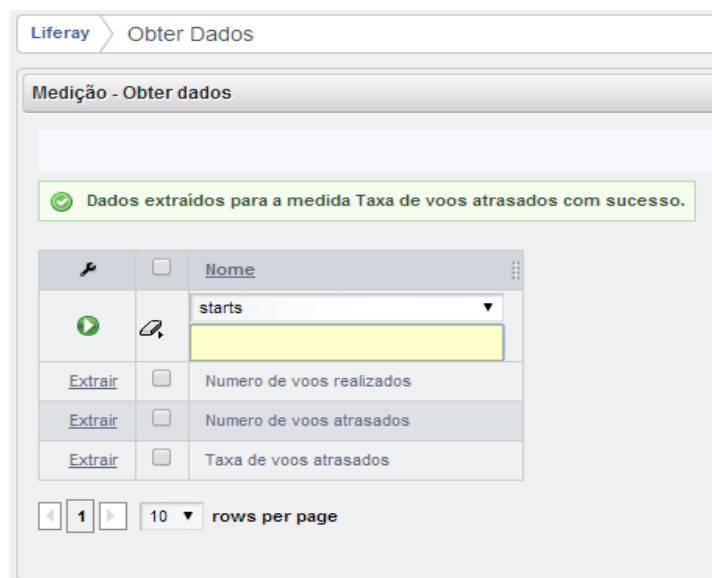 Liferay Obter Dados
Medição - Obter dados
Dados extraídos para a medida Taxa de voos atrasados com sucesso.
Nome
starts
Extrair Numero de voos realizados
Extrair Numero de voos atrasados
Extrair Taxa de voos atrasados
1 10 rows per page